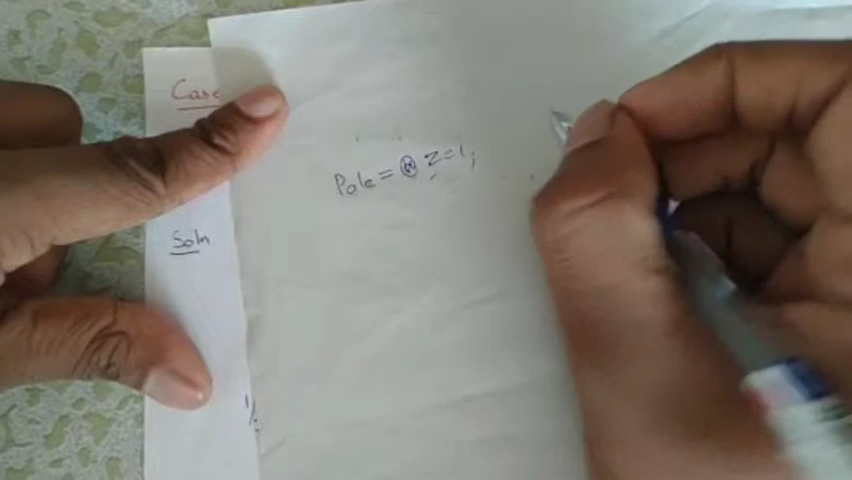 Case
Pole = z=1;
Soln